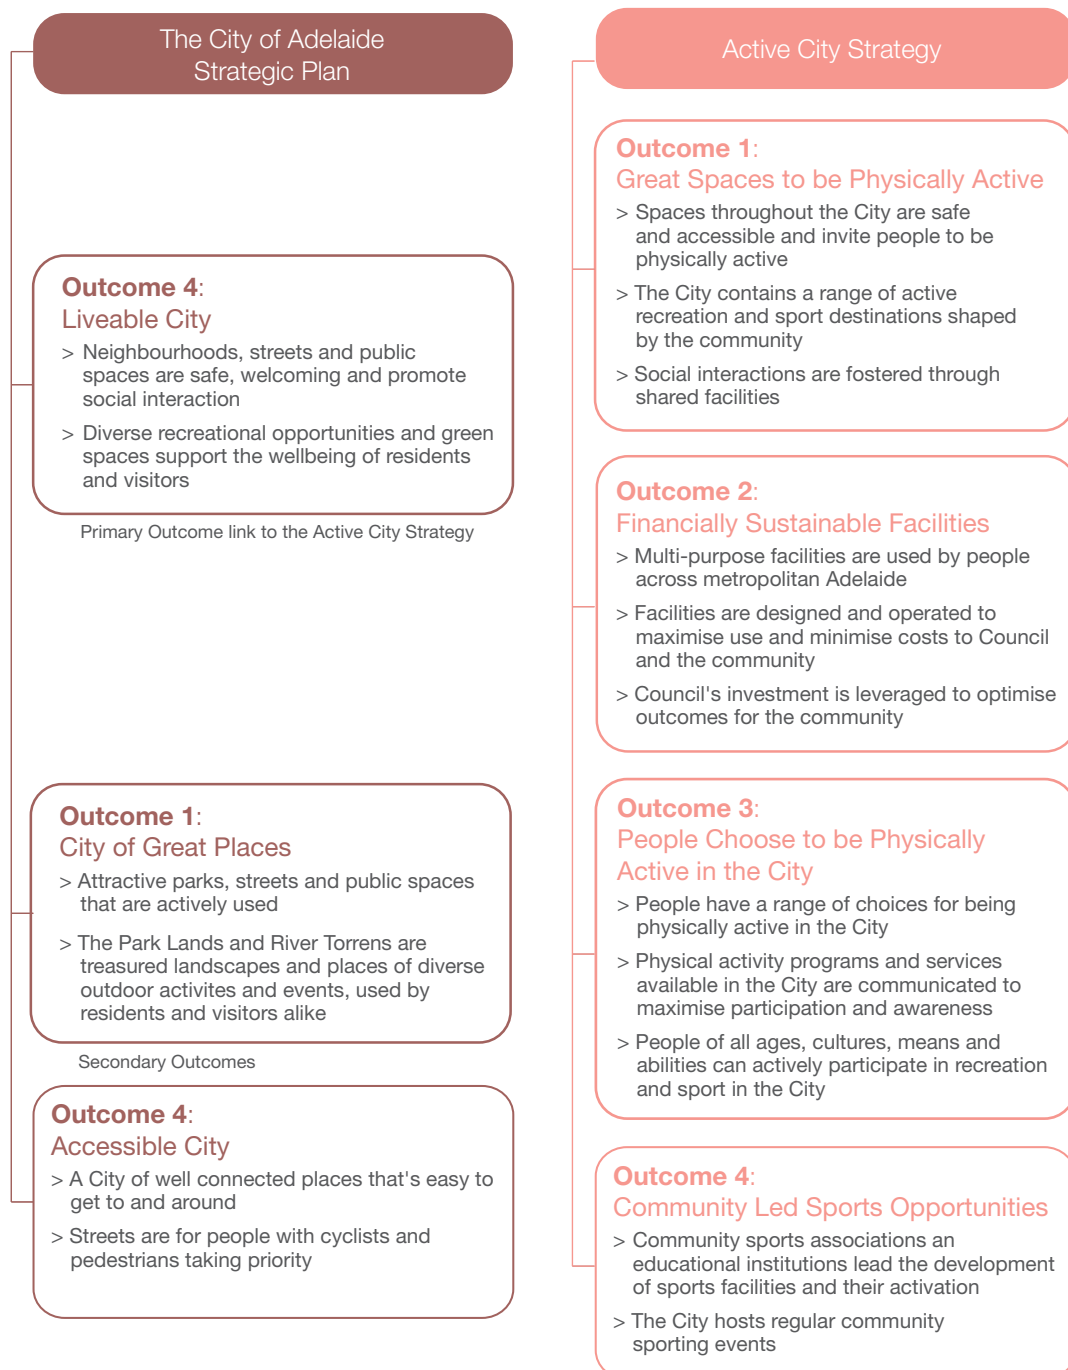 The City of Adelaide
Strategic Plan
Outcome 4:
Liveable City
> Neighbourhoods, streets and public
spaces are safe, welcoming and promote
social interaction
> Diverse recreational opportunities and green
spaces support the wellbeing of residents
and visitors
Primary Outcome link to the Active City Strategy
Outcome 1:
City of Great Places
> Attractive parks, streets and public spaces
that are actively used
> The Park Lands and River Torrens are
treasured landscapes and places of diverse
outdoor activites and events, used by
residents and visitors alike
Secondary Outcomes
Outcome 4:
Accessible City
> A City of well connected places that's easy to
get to and around
> Streets are for people with cyclists and
pedestrians taking priority
Active City Strategy
Outcome 1:
Great Spaces to be Physically Active
> Spaces throughout the City are safe
and accessible and invite people to be
physically active
> The City contains a range of active
recreation and sport destinations shaped
by the community
> Social interactions are fostered through
shared facilities
Outcome 2:
Financially Sustainable Facilities
> Multi-purpose facilities are used by people
across metropolitan Adelaide
> Facilities are designed and operated to
maximise use and minimise costs to Council
and the community
> Council's investment is leveraged to optimise
outcomes for the community
Outcome 3:
People Choose to be Physically
Active in the City
> People have a range of choices for being
physically active in the City
> Physical activity programs and services
available in the City are communicated to
maximise participation and awareness
> People of all ages, cultures, means and
abilities can actively participate in recreation
and sport in the City
Outcome 4:
Community Led Sports Opportunities
> Community sports associations an
educational institutions lead the development
of sports facilities and their activation
> The City hosts regular community
sporting events